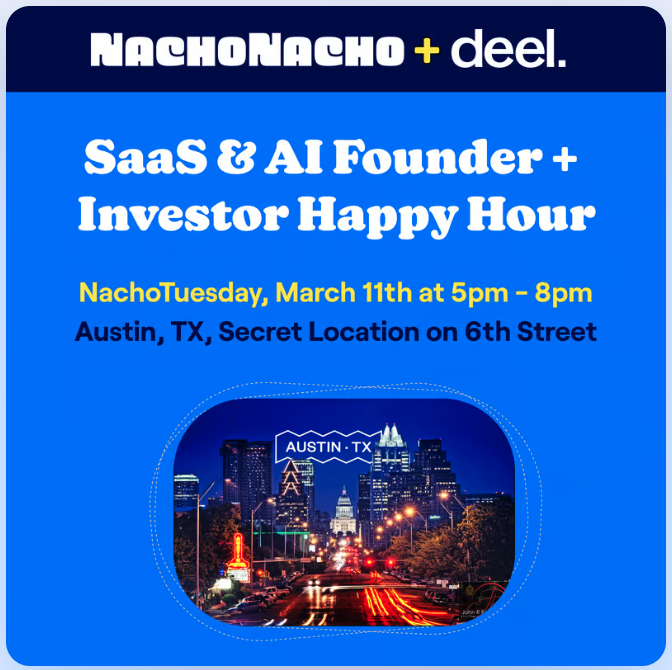 NACHONACHO + deel.
SaaS & AI Founder +
Investor Happy Hour
NachoTuesday, March 11th at 5pm - 8pm
Austin, TX, Secret Location on 6th Street
AUSTIN · TX